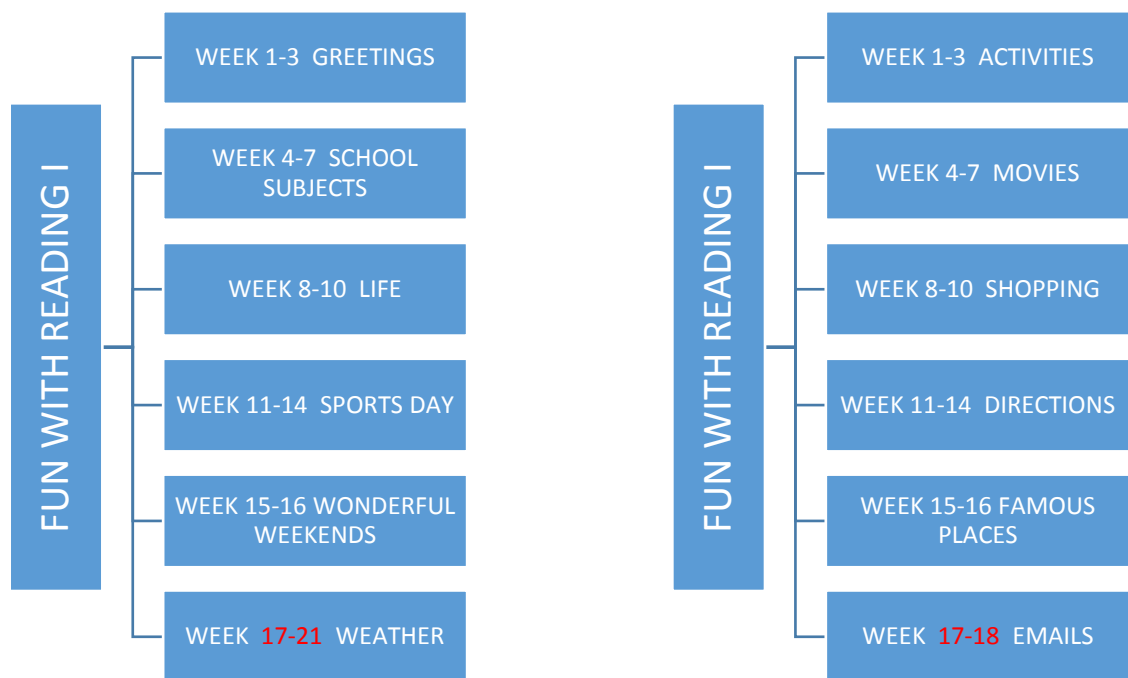 FUN WITH READING I
WEEK 1-3 GREETINGS
WEEK 4-7 SCHOOL
SUBJECTS
WEEK 8-10 LIFE
WEEK 11-14 SPORTS DAY
WEEK 15-16 WONDERFUL
WEEKENDS
WEEK 17-21 WEATHER
FUN WITH READING I
WEEK 1-3 ACTIVITIES
WEEK 4-7 MOVIES
WEEK 8-10 SHOPPING
WEEK 11-14 DIRECTIONS
WEEK 15-16 FAMOUS
PLACES
WEEK 17-18 EMAILS